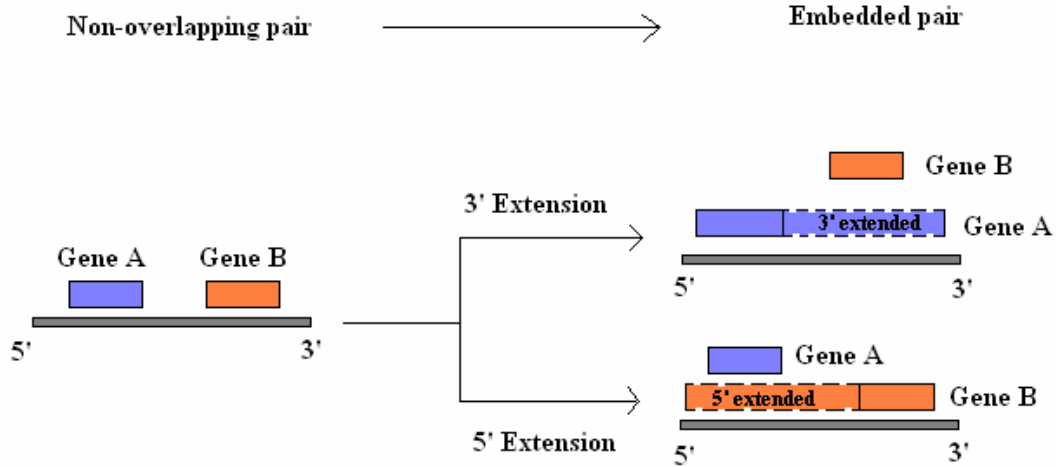 Non-overlapping pair
Embedded pair
Gene B
3' Extension
3' extended
Gene A
Gene A
Gene B
5'
3'
5'
3'
Gene A
5' extended
Gene B
5' Extension
5'
3'